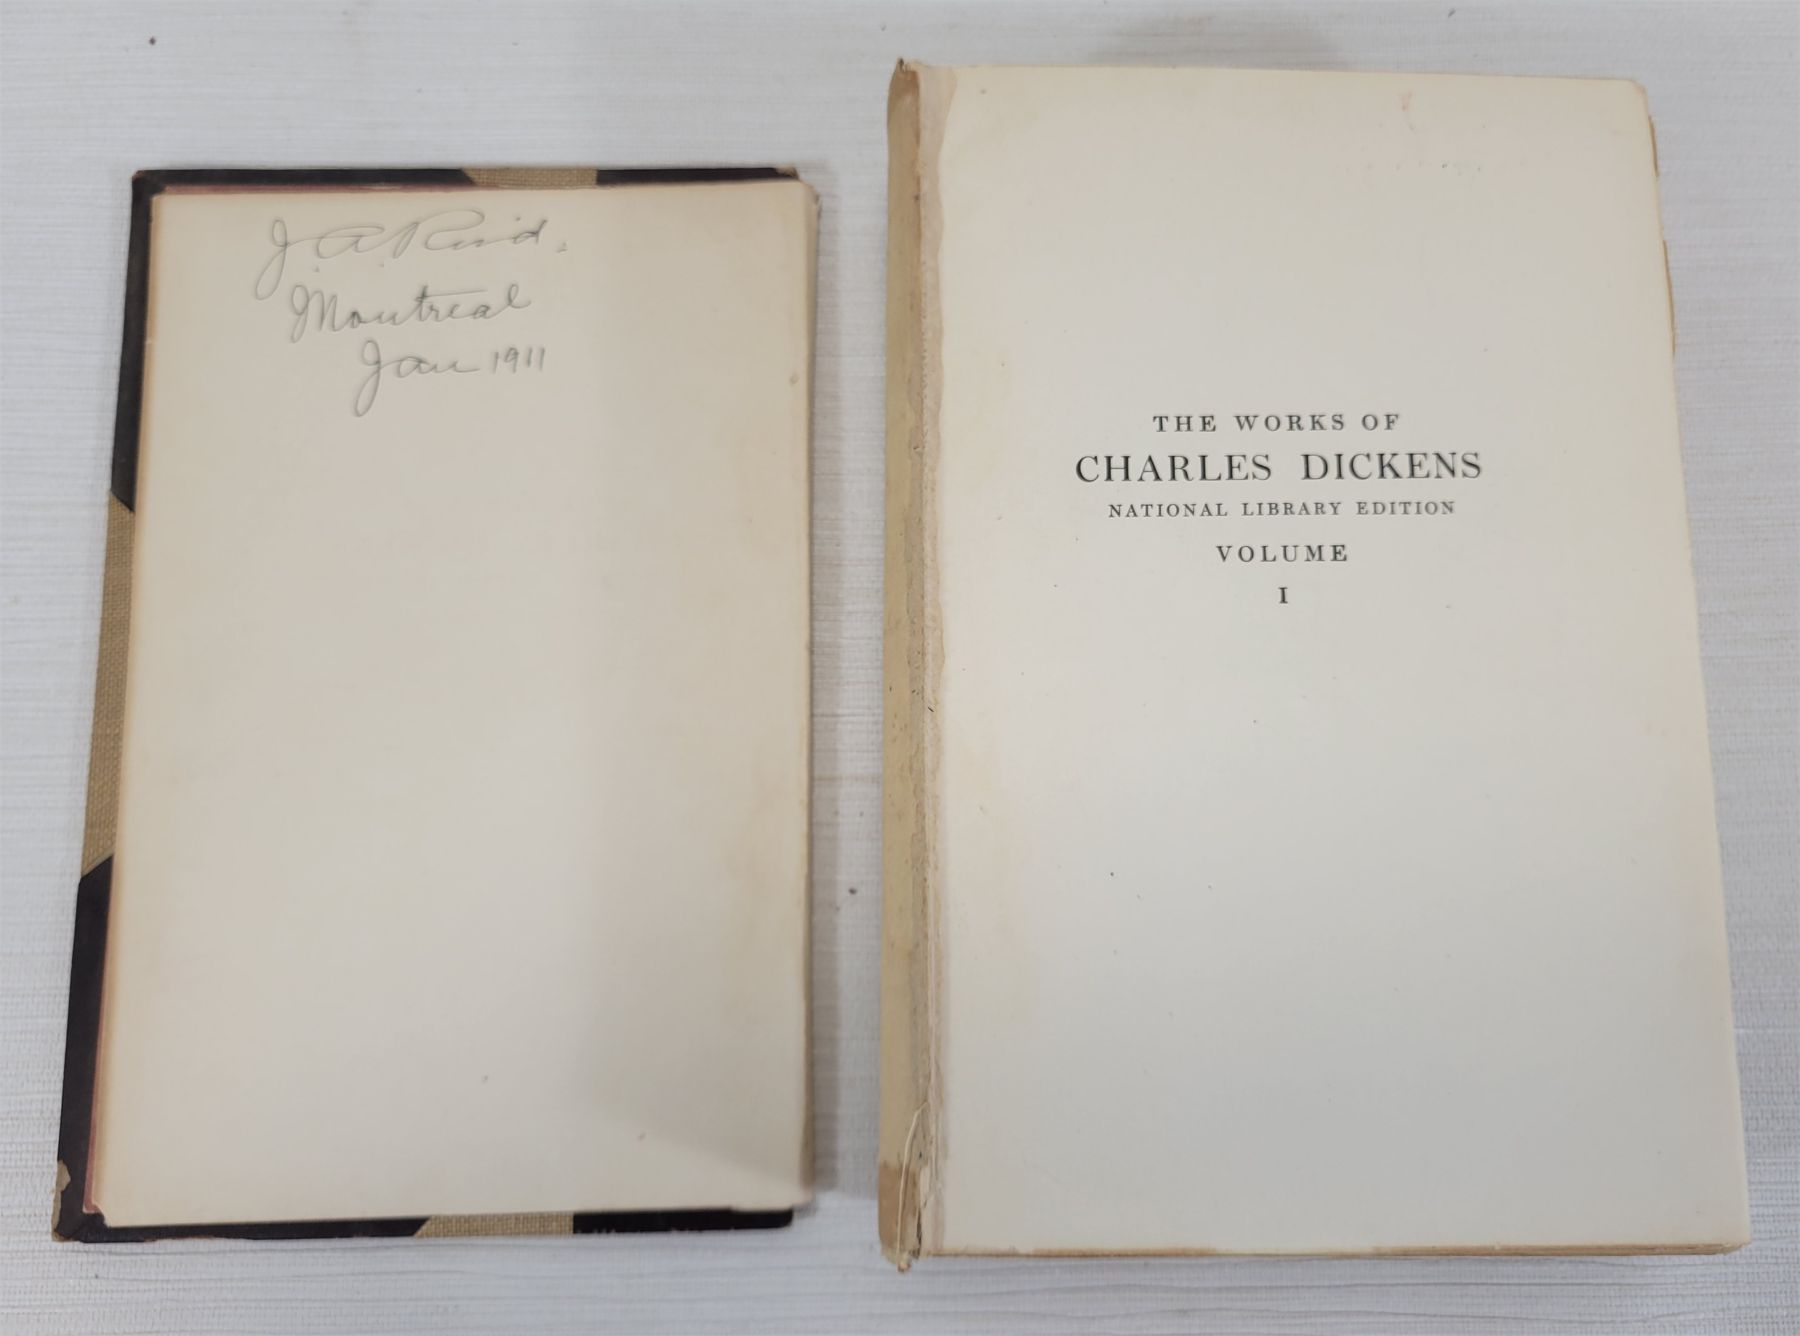 J. A. Reid.
Montreal
Jan 1911
THE WORKS OF
CHARLES DICKENS
NATIONAL LIBRARY EDITION
VOLUME
I